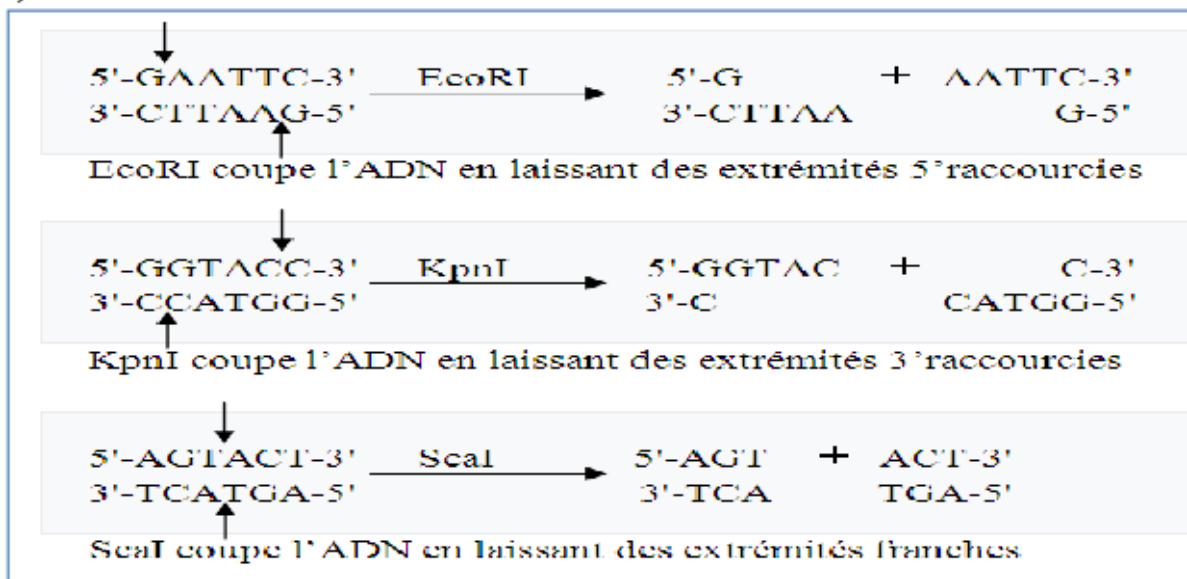 5'-GAATTC-3' EcoRI 5'-G + AATTC-3'
3'-CTTAAG-5' 3'-CTTAA G-5'
EcoRI coupe l'ADN en laissant des extrémités 5'raccourcies
5'-GGTACC-3' KpnI 5'-GGTAC + C-3'
3'-CCATGG-5' 3'-C CATGG-5'
KpnI coupe l'ADN en laissant des extrémités 3'raccourcies
5'-AGTACT-3' ScaI 5'-AGT + ACT-3'
3'-TCATGA-5' 3'-TCA TGA-5'
ScaI coupe l'ADN en laissant des extrémités franches